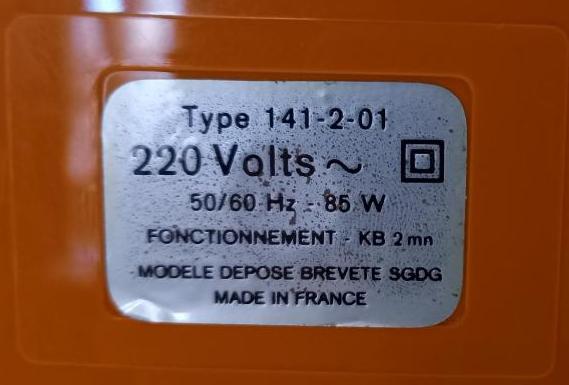 Type 141-2-01
220 Volts ~
50/60 Hz - 85 W
FONCTIONNEMENT - KB 2 mn
MODELE DEPOSE BREVETE SGDG
MADE IN FRANCE